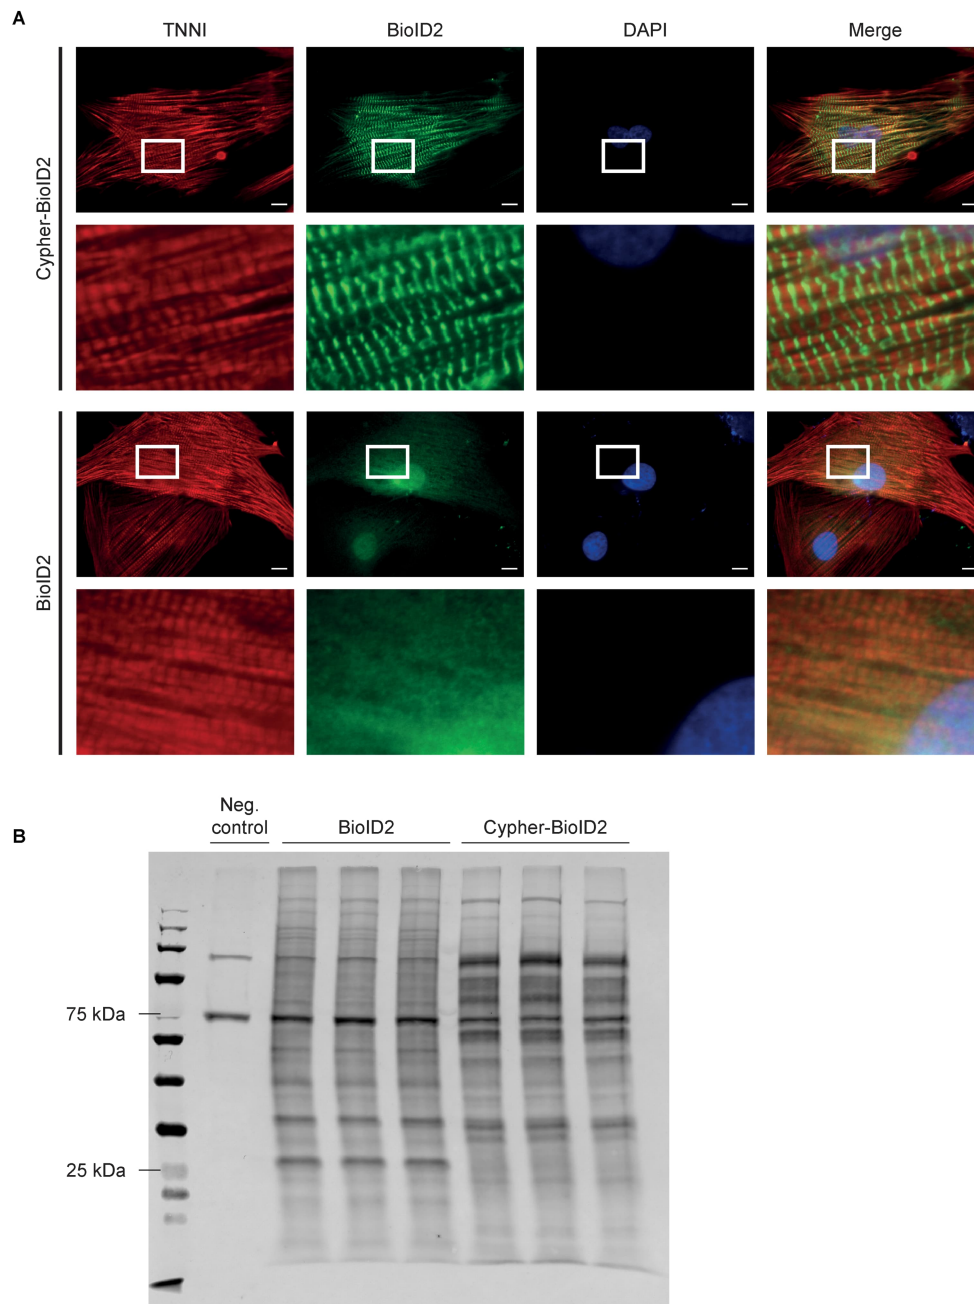 A
TNNI BioID2 DAPI Merge
Cypher-BioID2
BioID2
B
Neg.
control BioID2 Cypher-BioID2
75 kDa
25 kDa